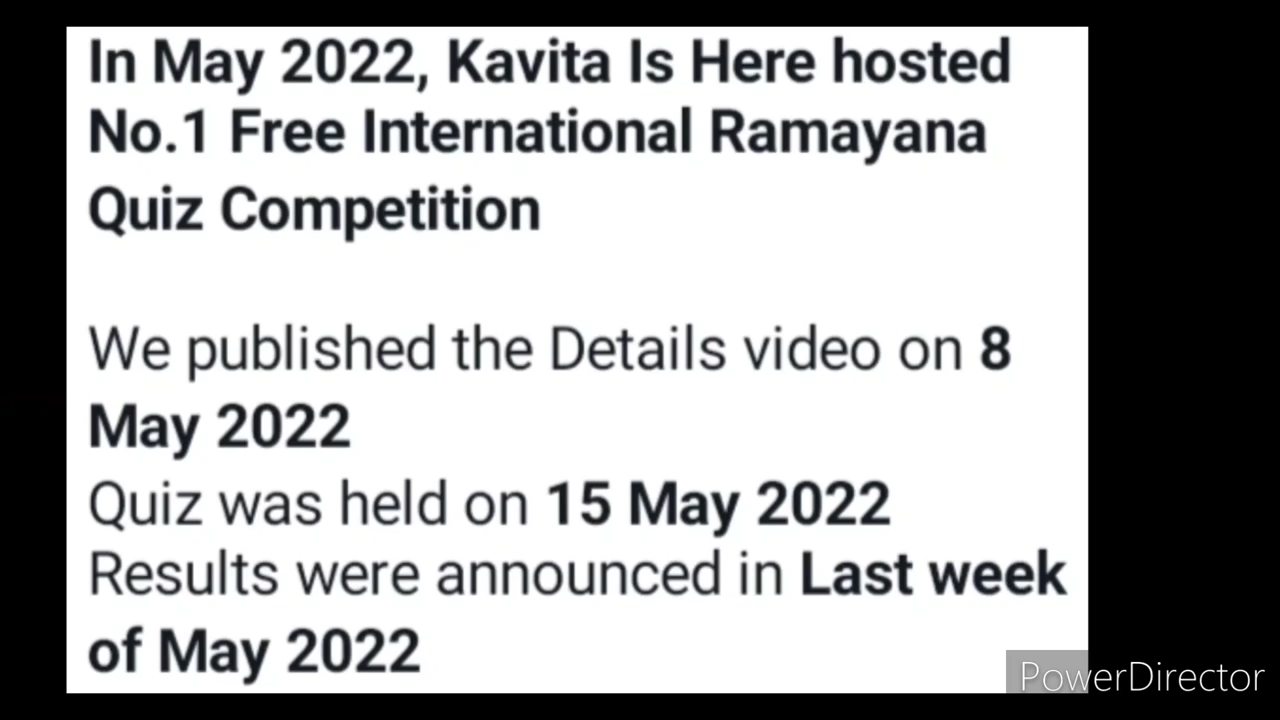 In May 2022, Kavita Is Here hosted
No.1 Free International Ramayana
Quiz Competition
We published the Details video on 8
May 2022
Quiz was held on 15 May 2022
Results were announced in Last week
of May 2022
PowerDirector